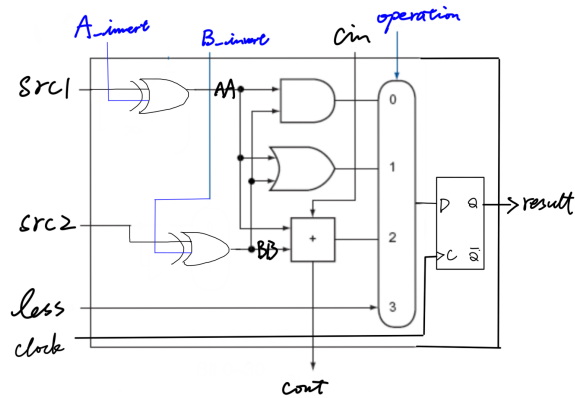 A_invert
B_invert
Cin
operation
Src1
AA
0
1
D Q
result
Src2
BB
+
2
C Q̅
less
3
clock
Cout